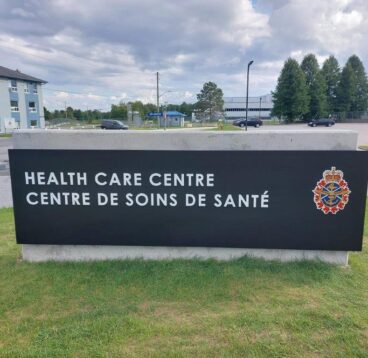 HEALTH CARE CENTRE
CENTRE DE SOINS DE SANTÉ